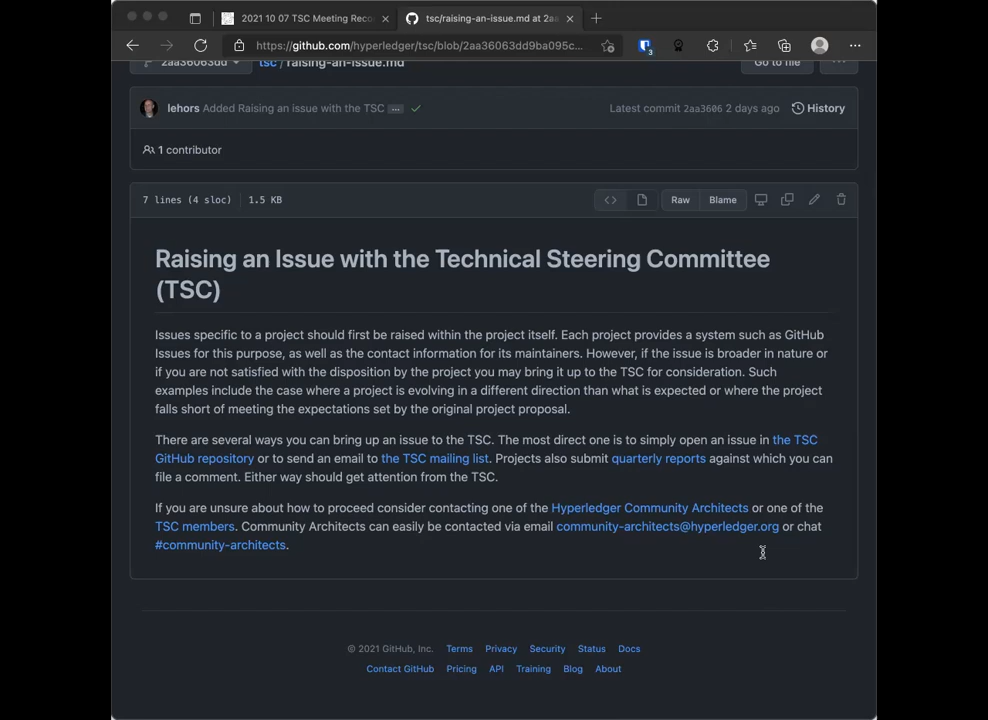 2021 10 07 TSC Meeting Reco
tsc/raising-an-issue.md at 2aa
https://github.com/hyperledger/tsc/blob/2aa36063dd9ba095c...
3
2aa36063dd
tsc / raising-an-issue.md
Go to file
lehors Added Raising an issue with the TSC ...
Latest commit 2aa3606 2 days ago
History
1 contributor
7 lines (4 sloc) 1.5 KB
Raw
Blame
Raising an Issue with the Technical Steering Committee
(TSC)
Issues specific to a project should first be raised within the project itself. Each project provides a system such as GitHub
Issues for this purpose, as well as the contact information for its maintainers. However, if the issue is broader in nature or
if you are not satisfied with the disposition by the project you may bring it up to the TSC for consideration. Such
examples include the case where a project is evolving in a different direction than what is expected or where the project
falls short of meeting the expectations set by the original project proposal.
There are several ways you can bring up an issue to the TSC. The most direct one is to simply open an issue in the TSC
GitHub repository or to send an email to the TSC mailing list. Projects also submit quarterly reports against which you can
file a comment. Either way should get attention from the TSC.
If you are unsure about how to proceed consider contacting one of the Hyperledger Community Architects or one of the
TSC members. Community Architects can easily be contacted via email community-architects@hyperledger.org or chat
#community-architects.
© 2021 GitHub, Inc. Terms Privacy Security Status Docs
Contact GitHub Pricing API Training Blog About